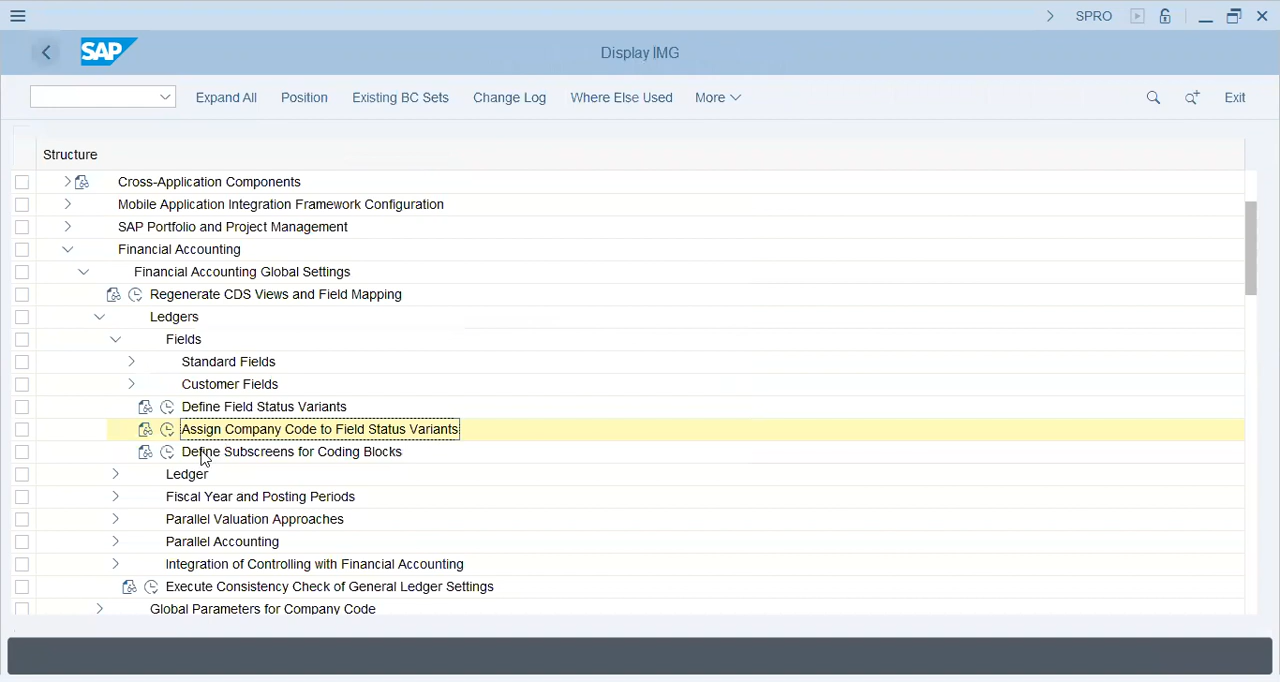 SPRO
SAP
Display IMG
Expand All Position Existing BC Sets Change Log Where Else Used More Exit
Structure
Cross-Application Components
Mobile Application Integration Framework Configuration
SAP Portfolio and Project Management
Financial Accounting
Financial Accounting Global Settings
Regenerate CDS Views and Field Mapping
Ledgers
Fields
Standard Fields
Customer Fields
Define Field Status Variants
Assign Company Code to Field Status Variants
Define Subscreens for Coding Blocks
Ledger
Fiscal Year and Posting Periods
Parallel Valuation Approaches
Parallel Accounting
Integration of Controlling with Financial Accounting
Execute Consistency Check of General Ledger Settings
Global Parameters for Company Code